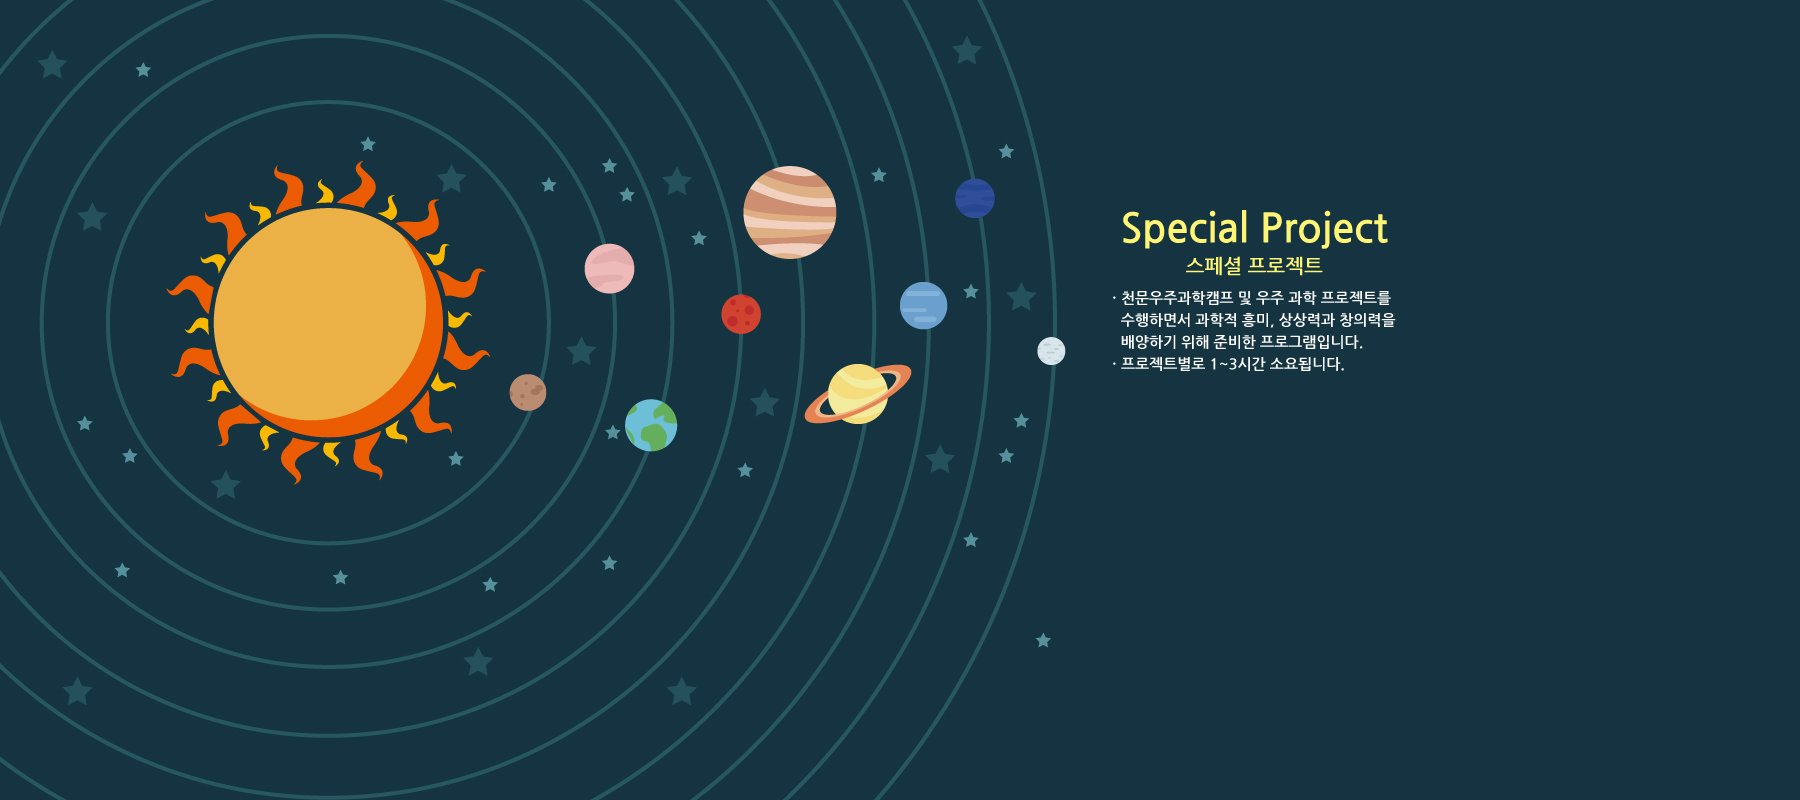 Special Project
스페셜 프로젝트
· 천문우주과학캠프 및 우주 과학 프로젝트를
수행하면서 과학적 흥미, 상상력과 창의력을
배양하기 위해 준비한 프로그램입니다.
· 프로젝트별로 1~3시간 소요됩니다.